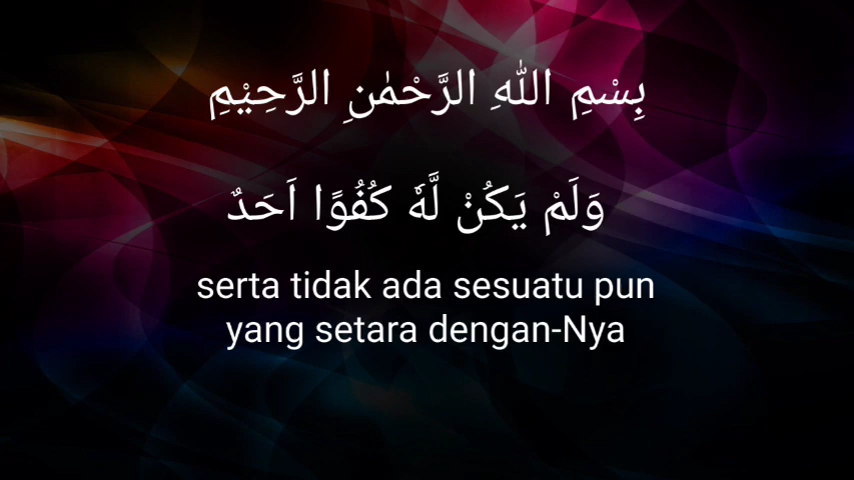 بِسْمِ اللّٰهِ الرَّحْمٰنِ الرَّحِيْمِ
وَلَمْ يَكُنْ لَّهٗ كُفُوًا اَحَدٌ
serta tidak ada sesuatu pun
yang setara dengan-Nya